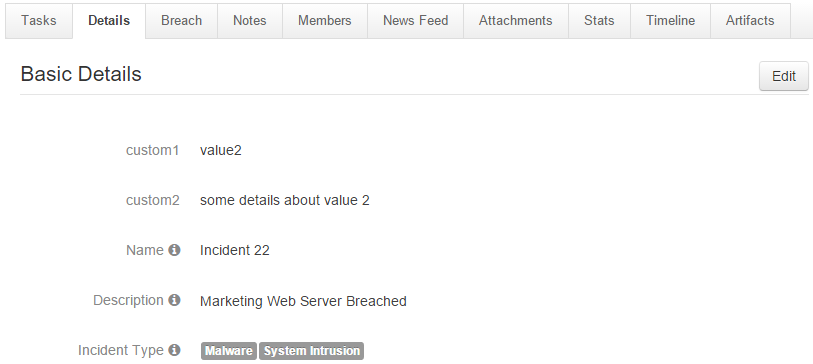 Tasks Details Breach Notes Members News Feed Attachments Stats Timeline Artifacts
Basic Details Edit
custom1 value2
custom2 some details about value 2
Name Incident 22
Description Marketing Web Server Breached
Incident Type Malware System Intrusion